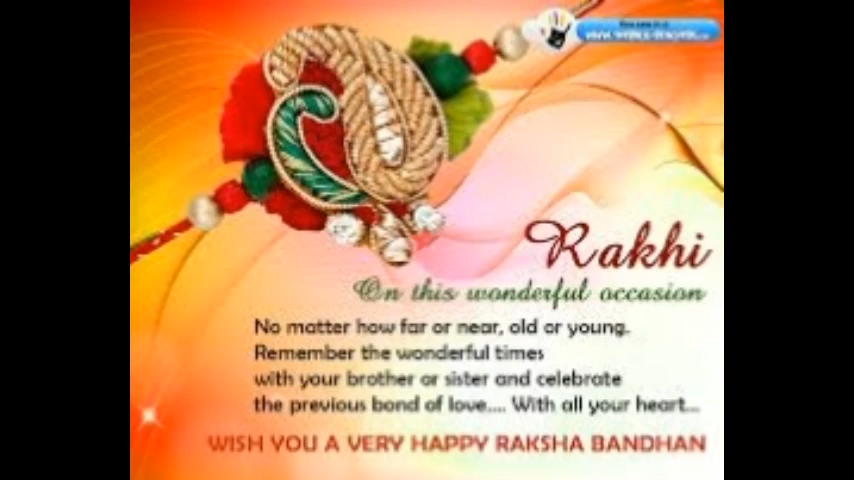 Rakhi
On this wonderful occasion
No matter how far or near, old or young.
Remember the wonderful times
with your brother or sister and celebrate
the previous bond of love.... With all your heart...
WISH YOU A VERY HAPPY RAKSHA BANDHAN